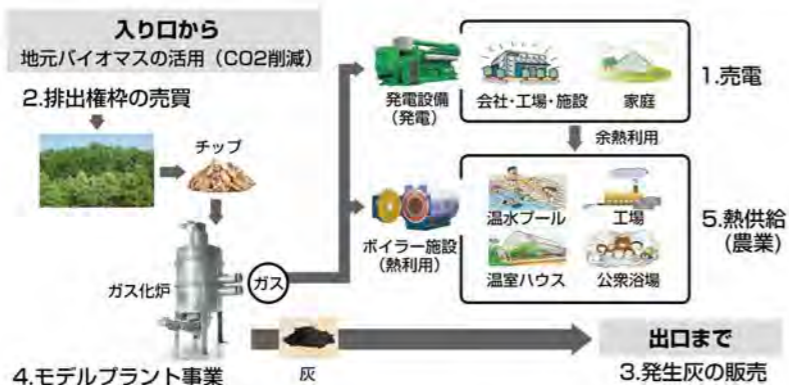 入り口から
地元バイオマスの活用（CO2削減）
2.排出権枠の売買
チップ
ガス化炉
ガス
4.モデルプラント事業
灰
発電設備
（発電）
会社・工場・施設
家庭
1.売電
余熱利用
ボイラー施設
（熱利用）
温水プール
工場
温室ハウス
公衆浴場
5.熱供給
（農業）
出口まで
3.発生灰の販売